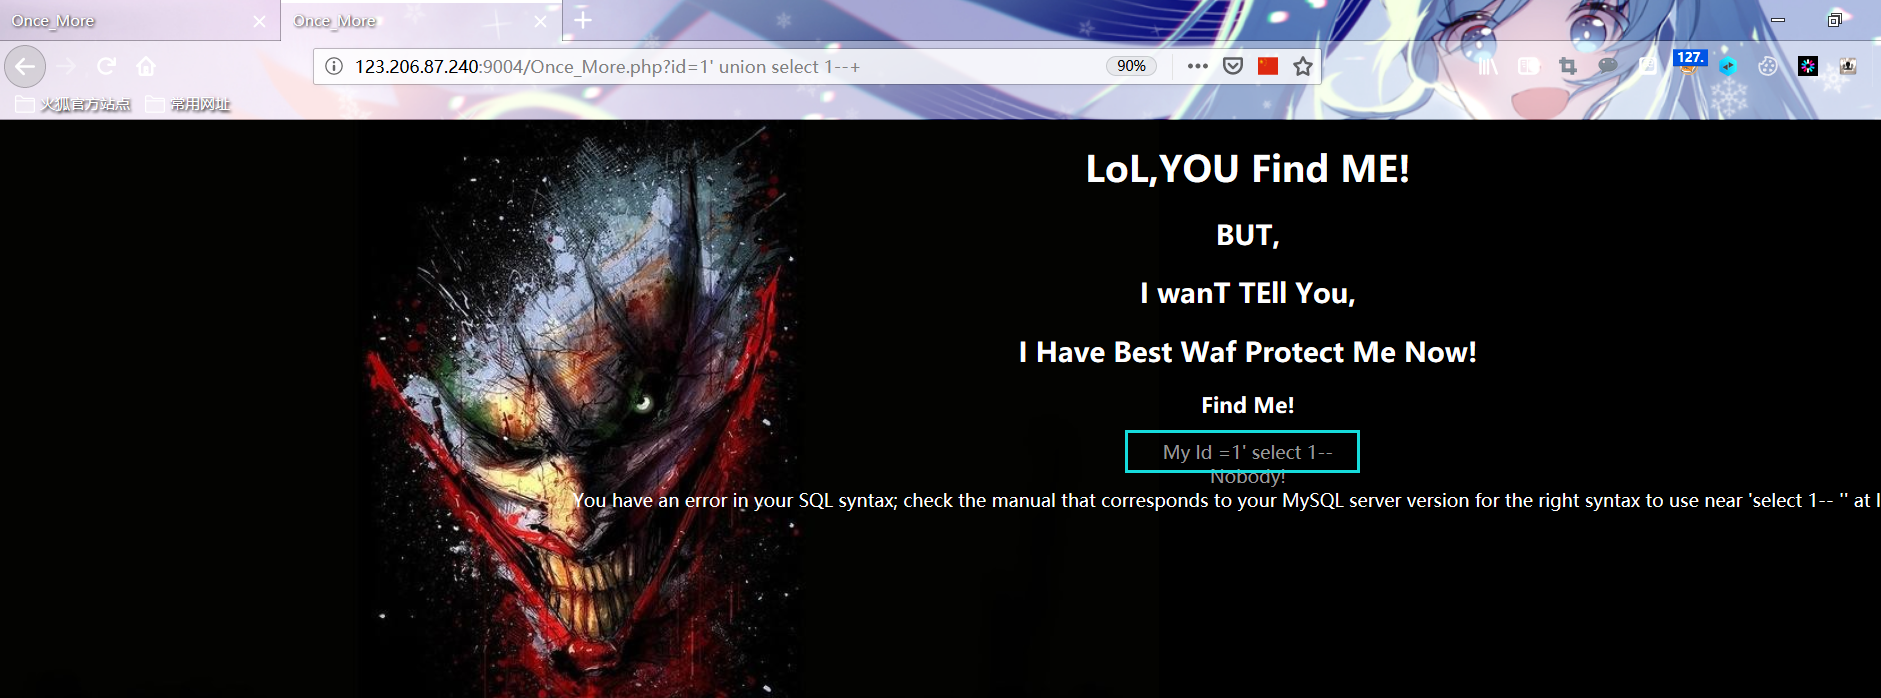 Once_More
Once_More
123.206.87.240:9004/Once_More.php?id=1' union select 1--+
90%
127.
火狐官方站点
常用网址
LoL,YOU Find ME!
BUT,
I wanT TEll You,
I Have Best Waf Protect Me Now!
Find Me!
My Id =1' select 1--
Nobody!
You have an error in your SQL syntax; check the manual that corresponds to your MySQL server version for the right syntax to use near 'select 1-- '' at l